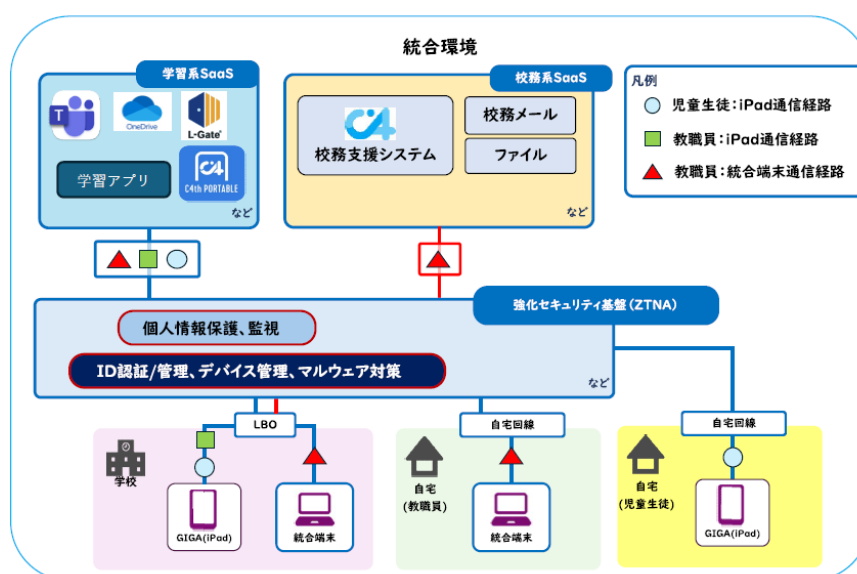 統合環境
学習系SaaS
T
OneDrive
L-Gate
学習アプリ
C4
C4th PORTABLE
など
校務系SaaS
C4
校務支援システム
校務メール
ファイル
など
凡例
児童生徒:iPad通信経路
教職員:iPad通信経路
教職員:統合端末通信経路
強化セキュリティ基盤(ZTNA)
個人情報保護、監視
ID認証/管理、デバイス管理、マルウェア対策
など
LBO
学校
GIGA(iPad)
統合端末
自宅回線
自宅
(教職員)
統合端末
自宅回線
自宅
(児童生徒)
GIGA(iPad)